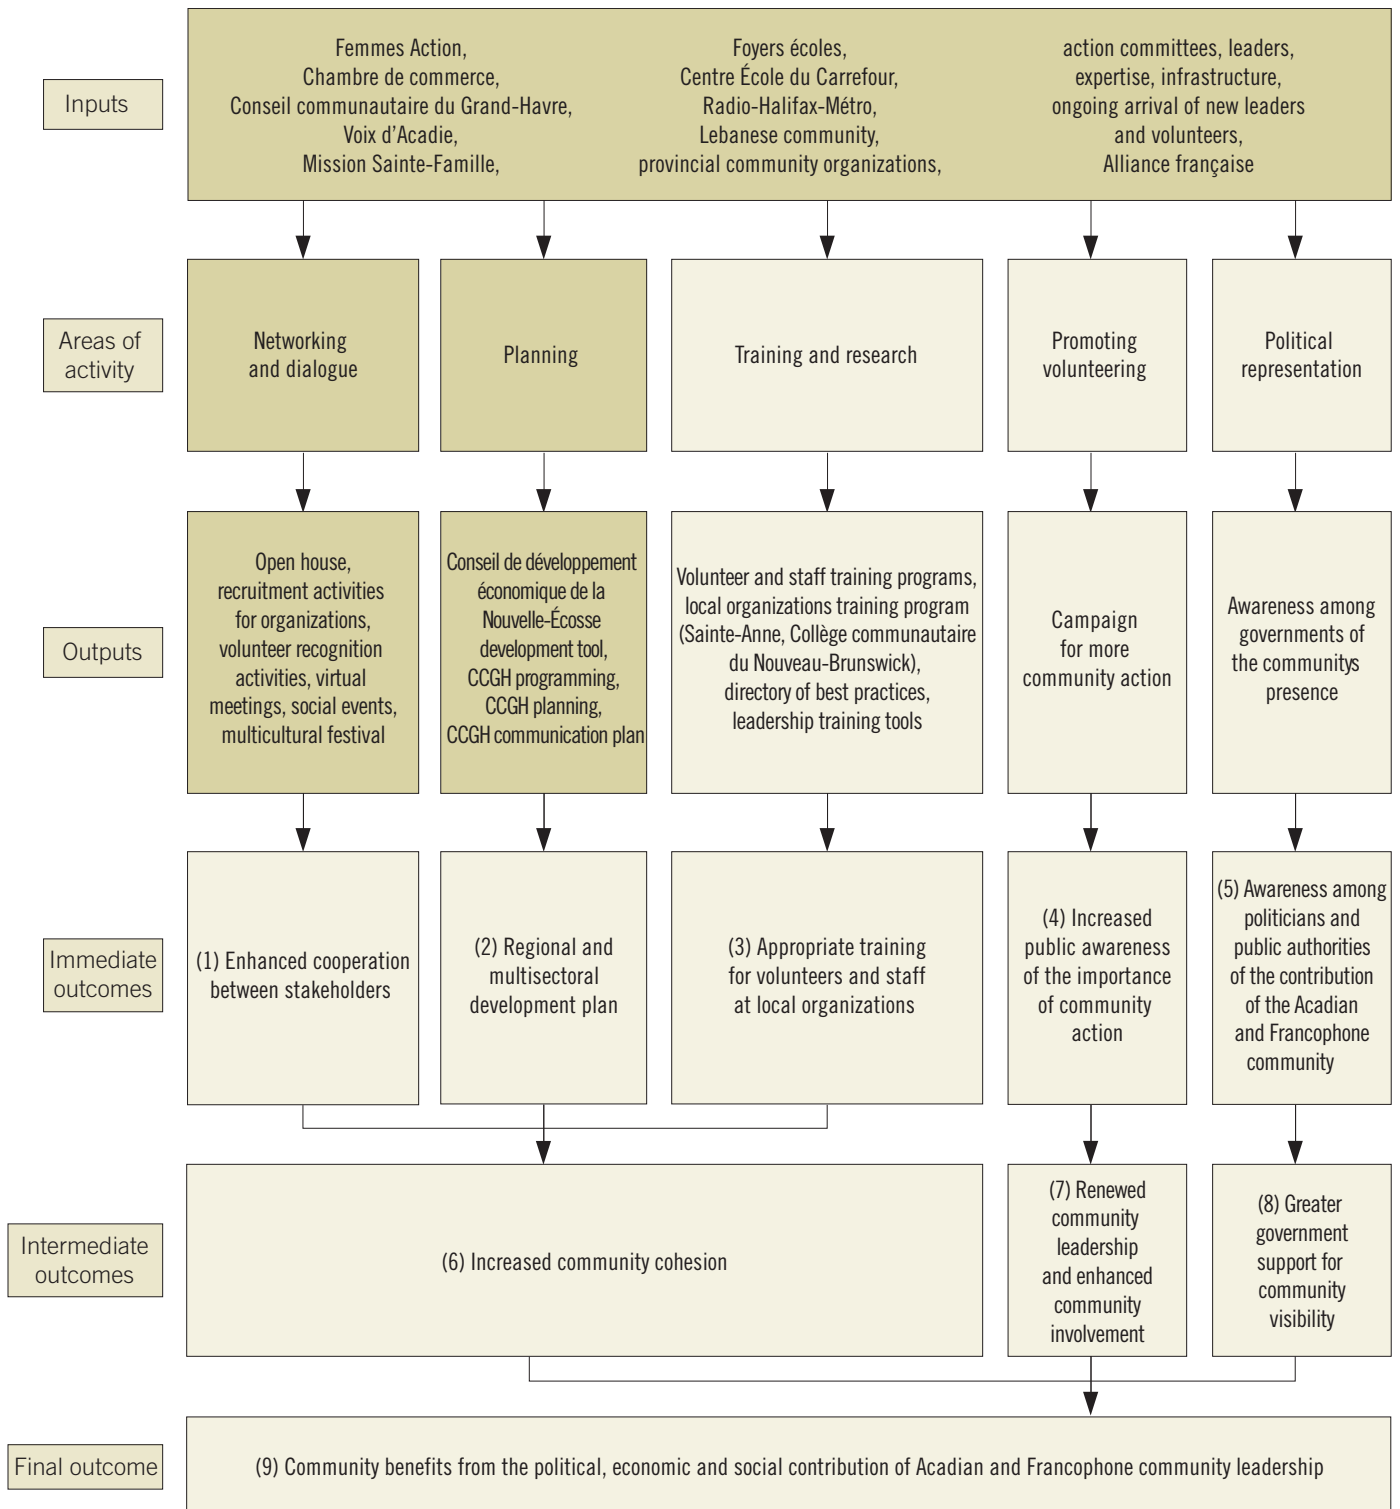 Inputs
Femmes Action,
Chambre de commerce,
Conseil communautaire du Grand-Havre,
Voix d'Acadie,
Mission Sainte-Famille,
Foyers écoles,
Centre École du Carrefour,
Radio-Halifax-Métro,
Lebanese community,
provincial community organizations,
action committees, leaders,
expertise, infrastructure,
ongoing arrival of new leaders
and volunteers,
Alliance française
Areas of
activity
Networking
and dialogue
Planning
Training and research
Promoting
volunteering
Political
representation
Outputs
Open house,
recruitment activities
for organizations,
volunteer recognition
activities, virtual
meetings, social events,
multicultural festival
Conseil de développement
économique de la
Nouvelle-Écosse
development tool,
CCGH programming,
CCGH planning,
CCGH communication plan
Volunteer and staff training programs,
local organizations training program
(Sainte-Anne, Collège communautaire
du Nouveau-Brunswick),
directory of best practices,
leadership training tools
Campaign
for more
community action
Awareness among
governments of
the communitys
presence
Immediate
outcomes
(1) Enhanced cooperation
between stakeholders
(2) Regional and
multisectoral
development plan
(3) Appropriate training
for volunteers and staff
at local organizations
(4) Increased
public awareness
of the importance
of community
action
(5) Awareness among
politicians and
public authorities
of the contribution
of the Acadian
and Francophone
community
Intermediate
outcomes
(6) Increased community cohesion
(7) Renewed
community
leadership
and enhanced
community
involvement
(8) Greater
government
support for
community
visibility
Final outcome
(9) Community benefits from the political, economic and social contribution of Acadian and Francophone community leadership